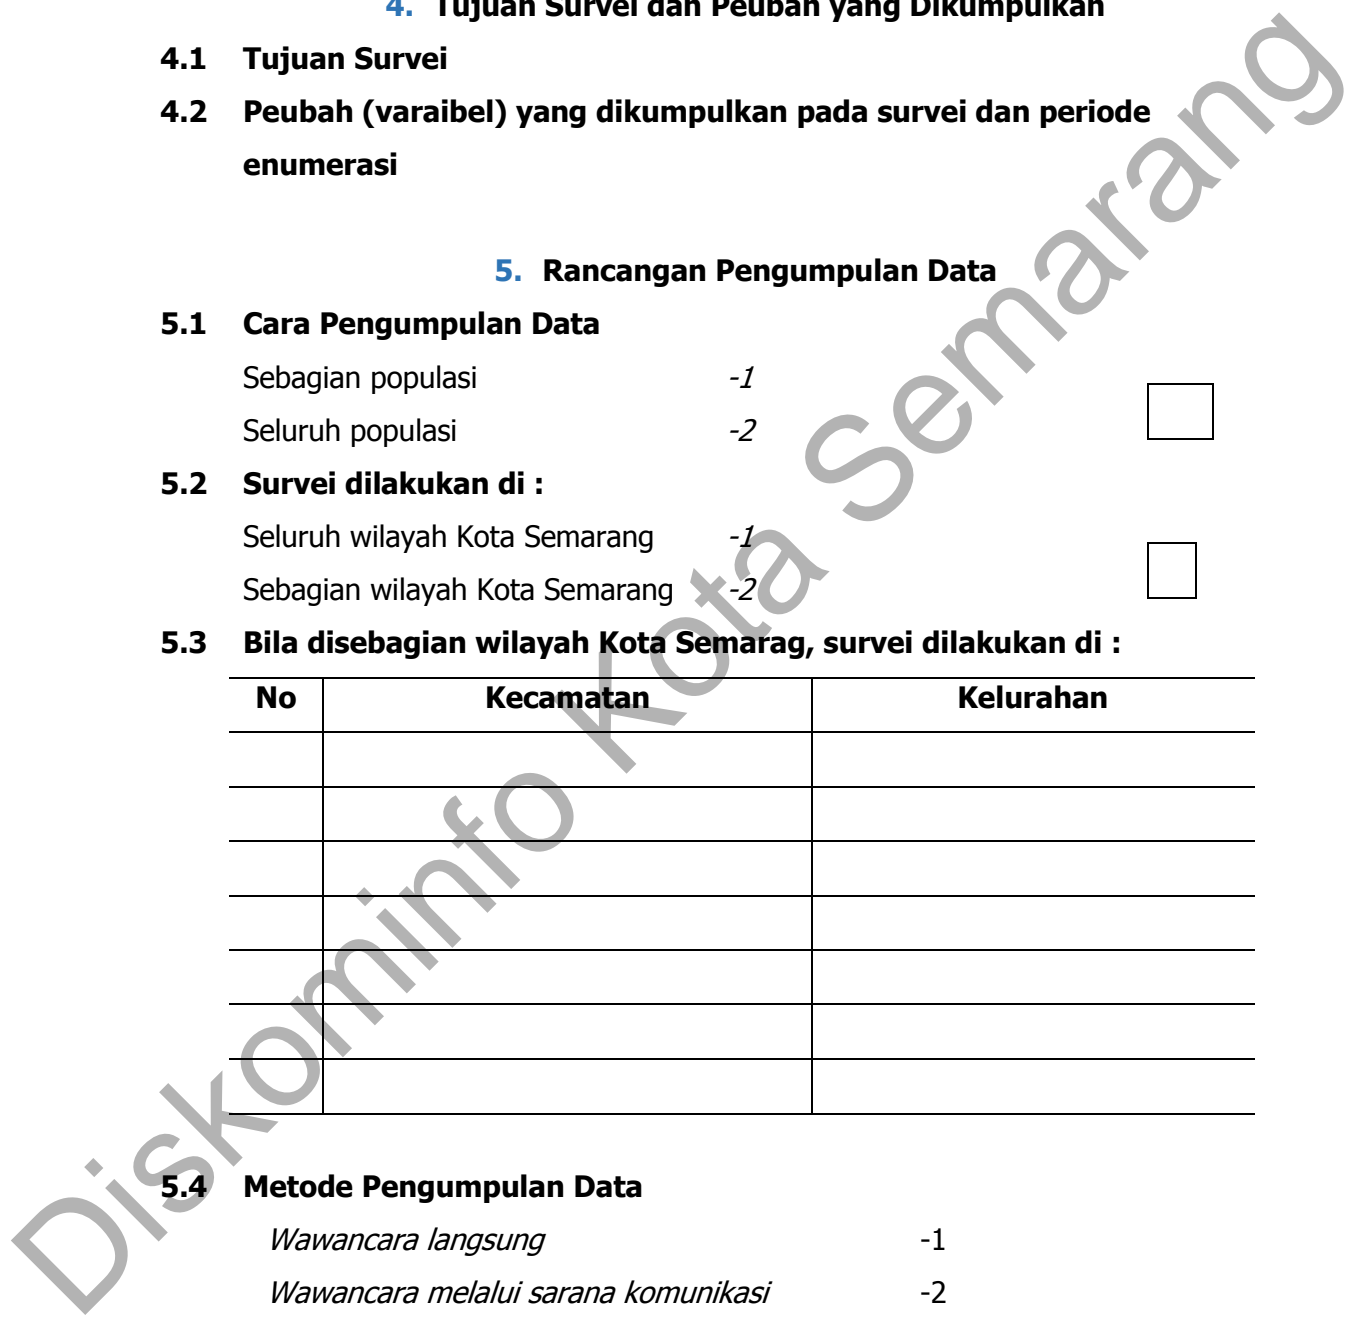 4. Tujuan Survei dan Peubah yang Dikumpulkan
4.1 Tujuan Survei
4.2 Peubah (varaibel) yang dikumpulkan pada survei dan periode
enumerasi
5. Rancangan Pengumpulan Data
5.1 Cara Pengumpulan Data
Sebagian populasi -1
Seluruh populasi -2
5.2 Survei dilakukan di :
Seluruh wilayah Kota Semarang -1
Sebagian wilayah Kota Semarang -2
5.3 Bila disebagian wilayah Kota Semarag, survei dilakukan di :
No Kecamatan Kelurahan
5.4 Metode Pengumpulan Data
Wawancara langsung -1
Wawancara melalui sarana komunikasi -2
Diskominfo Kota Semarang